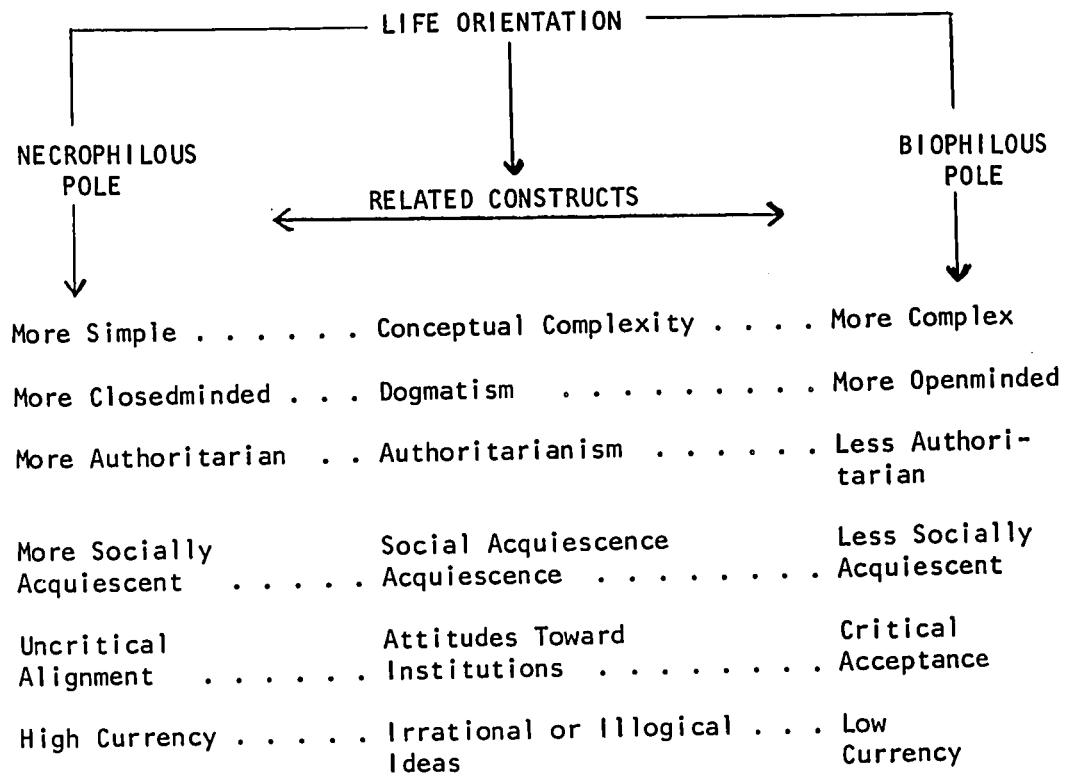 LIFE ORIENTATION
NECROPHILOUS
POLE
BIOPHILOUS
POLE
RELATED CONSTRUCTS
More Simple . . . . . . Conceptual Complexity . . . . More Complex
More Closedminded . . . Dogmatism . . . . . . . . . More Openminded
More Authoritarian . . Authoritarianism . . . . . . Less Authori-
tarian
More Socially Social Acquiescence Less Socially
Acquiescent . . . . . Acquiescence . . . . . . . . Acquiescent
Uncritical Attitudes Toward Critical
Alignment . . . . . . Institutions . . . . . . . . Acceptance
High Currency . . . . . Irrational or Illogical . . . Low
Ideas Currency